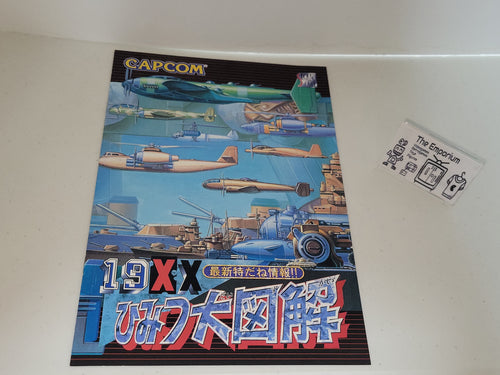 CAPCOM
19XX
最新特だね情報!!
ひみつ大図解
The Emporium